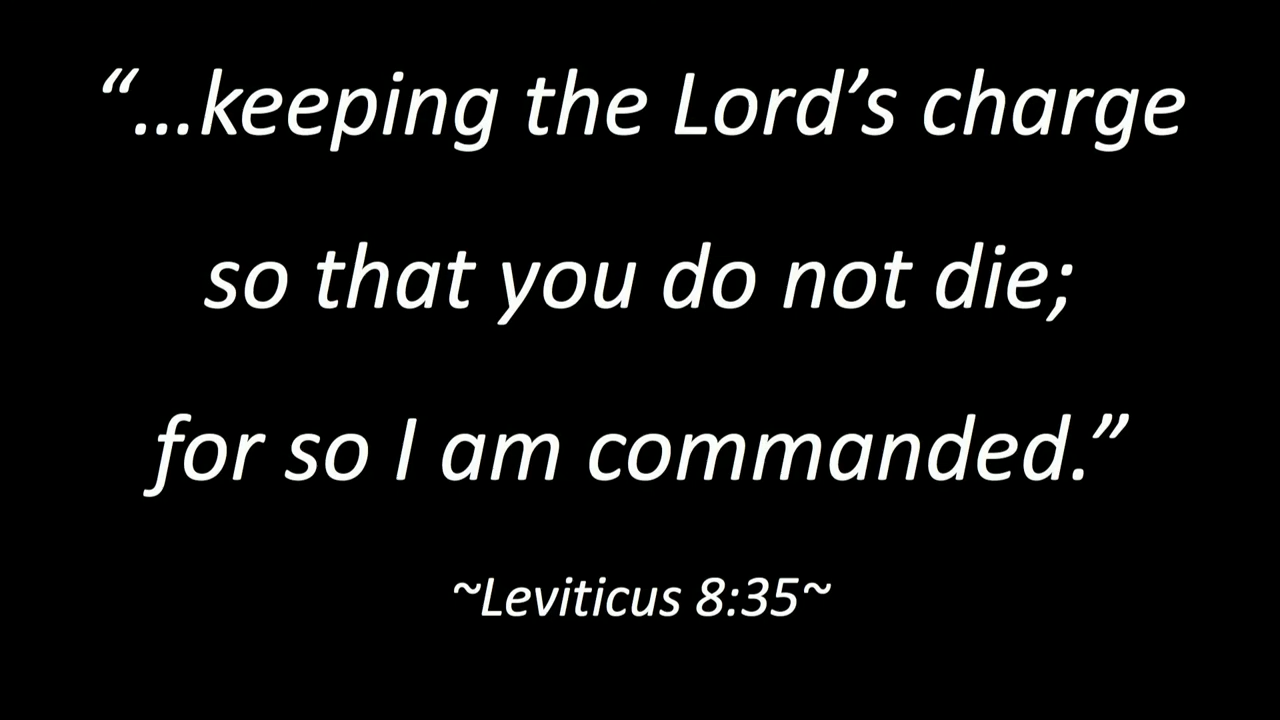 “…keeping the Lord’s charge
so that you do not die;
for so I am commanded.”
~Leviticus 8:35~